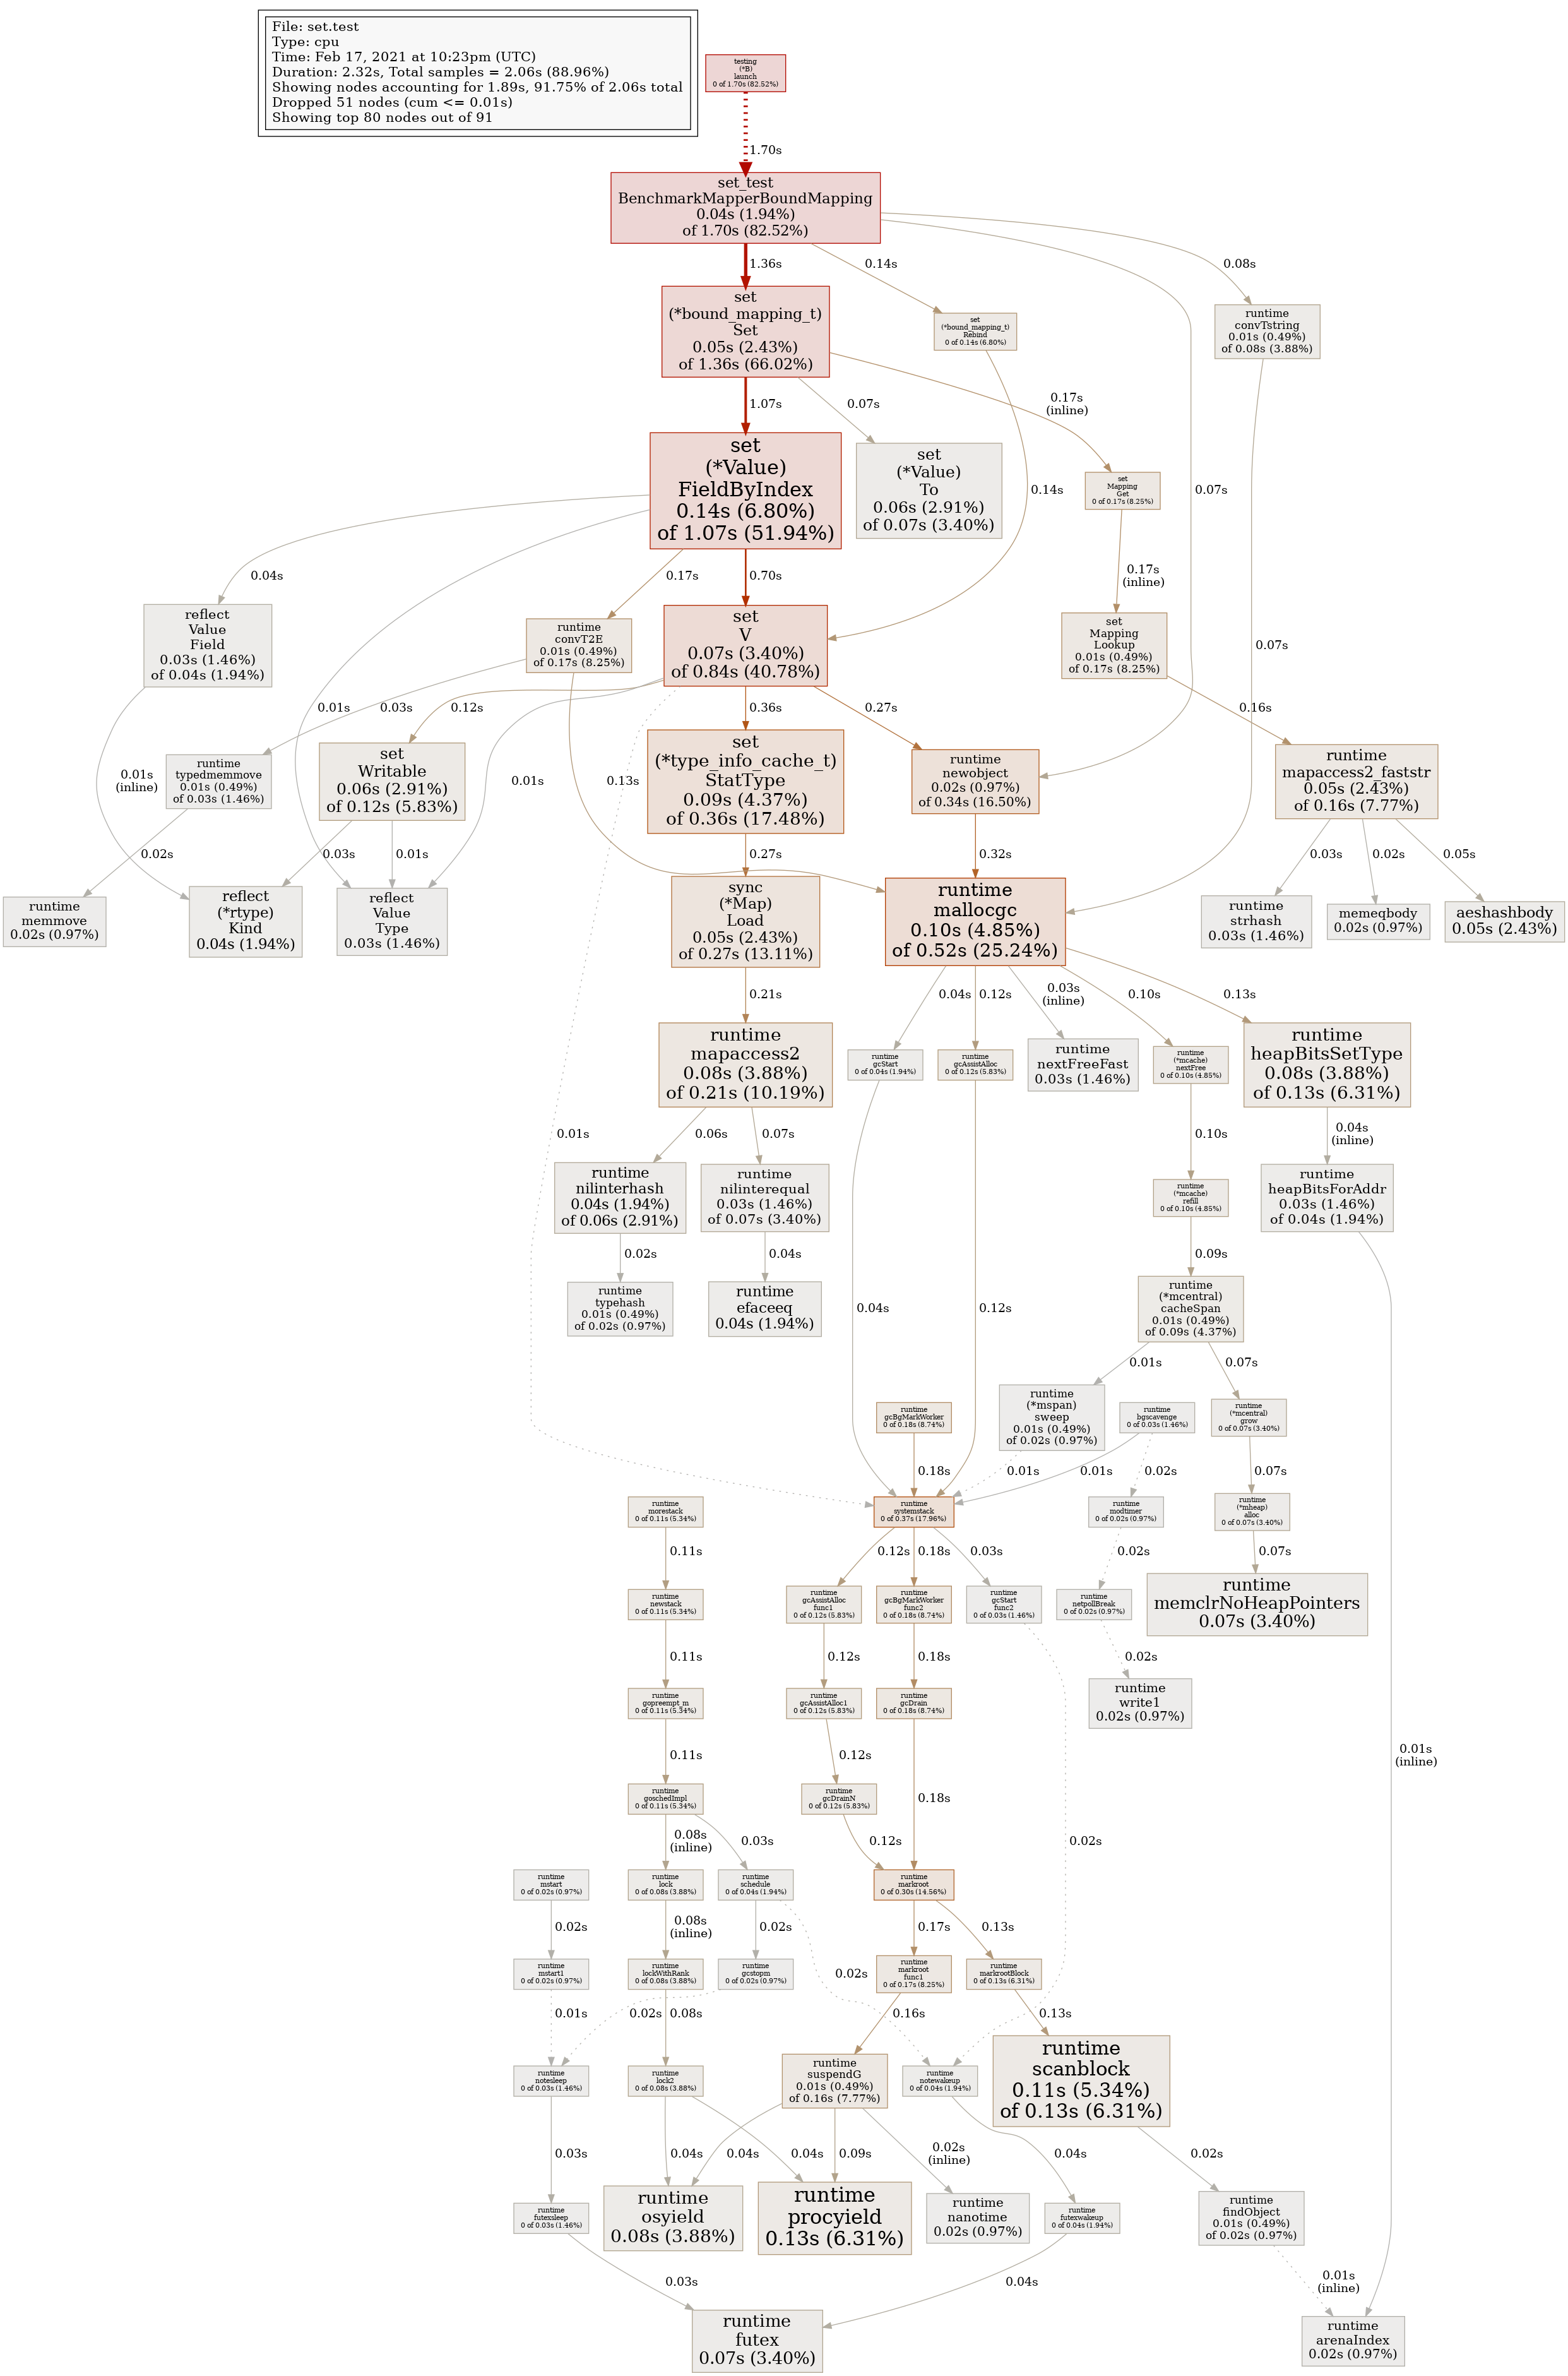 File: set.test
Type: cpu
Time: Feb 17, 2021 at 10:23pm (UTC)
Duration: 2.32s, Total samples = 2.06s (88.96%)
Showing nodes accounting for 1.89s, 91.75% of 2.06s total
Dropped 51 nodes (cum <= 0.01s)
Showing top 80 nodes out of 91
testing
(*B)
launch
0 of 1.70s (82.52%)
1.70s
set_test
BenchmarkMapperBoundMapping
0.04s (1.94%)
of 1.70s (82.52%)
1.36s
0.14s
0.08s
set
(*bound_mapping_t)
Set
0.05s (2.43%)
of 1.36s (66.02%)
set
(*bound_mapping_t)
Rebind
0 of 0.14s (6.80%)
runtime
convTstring
0.01s (0.49%)
of 0.08s (3.88%)
1.07s
0.07s
0.17s
(inline)
set
(*Value)
FieldByIndex
0.14s (6.80%)
of 1.07s (51.94%)
set
(*Value)
To
0.06s (2.91%)
of 0.07s (3.40%)
set
Mapping
Get
0 of 0.17s (8.25%)
0.14s
0.07s
0.04s
0.17s
0.70s
0.17s
(inline)
reflect
Value
Field
0.03s (1.46%)
of 0.04s (1.94%)
runtime
convT2E
0.01s (0.49%)
of 0.17s (8.25%)
set
V
0.07s (3.40%)
of 0.84s (40.78%)
set
Mapping
Lookup
0.01s (0.49%)
of 0.17s (8.25%)
0.07s
0.01s
0.03s
0.12s
0.36s
0.27s
0.16s
0.01s
(inline)
runtime
typedmemmove
0.01s (0.49%)
of 0.03s (1.46%)
set
Writable
0.06s (2.91%)
of 0.12s (5.83%)
0.01s
0.13s
set
(*type_info_cache_t)
StatType
0.09s (4.37%)
of 0.36s (17.48%)
runtime
newobject
0.02s (0.97%)
of 0.34s (16.50%)
runtime
mapaccess2_faststr
0.05s (2.43%)
of 0.16s (7.77%)
0.02s
0.03s
0.01s
0.27s
0.32s
0.03s
0.02s
0.05s
runtime
memmove
0.02s (0.97%)
reflect
(*rtype)
Kind
0.04s (1.94%)
reflect
Value
Type
0.03s (1.46%)
sync
(*Map)
Load
0.05s (2.43%)
of 0.27s (13.11%)
runtime
mallocgc
0.10s (4.85%)
of 0.52s (25.24%)
runtime
strhash
0.03s (1.46%)
memeqbody
0.02s (0.97%)
aeshashbody
0.05s (2.43%)
0.21s
0.04s
0.12s
0.03s
(inline)
0.10s
0.13s
runtime
mapaccess2
0.08s (3.88%)
of 0.21s (10.19%)
runtime
gcStart
0 of 0.04s (1.94%)
runtime
gcAssistAlloc
0 of 0.12s (5.83%)
runtime
nextFreeFast
0.03s (1.46%)
runtime
(*mcache)
nextFree
0 of 0.10s (4.85%)
runtime
heapBitsSetType
0.08s (3.88%)
of 0.13s (6.31%)
0.01s
0.06s
0.07s
0.10s
0.04s
(inline)
runtime
nilinterhash
0.04s (1.94%)
of 0.06s (2.91%)
runtime
nilinterequal
0.03s (1.46%)
of 0.07s (3.40%)
runtime
(*mcache)
refill
0 of 0.10s (4.85%)
runtime
heapBitsForAddr
0.03s (1.46%)
of 0.04s (1.94%)
0.02s
0.04s
0.09s
runtime
typehash
0.01s (0.49%)
of 0.02s (0.97%)
runtime
efaceeq
0.04s (1.94%)
0.04s
0.12s
runtime
(*mcentral)
cacheSpan
0.01s (0.49%)
of 0.09s (4.37%)
0.01s
0.07s
runtime
gcBgMarkWorker
0 of 0.18s (8.74%)
runtime
(*mspan)
sweep
0.01s (0.49%)
of 0.02s (0.97%)
runtime
bgscavenge
0 of 0.03s (1.46%)
runtime
(*mcentral)
grow
0 of 0.07s (3.40%)
0.18s
0.01s
0.01s
0.02s
0.07s
runtime
morestack
0 of 0.11s (5.34%)
runtime
systemstack
0 of 0.37s (17.96%)
runtime
modtimer
0 of 0.02s (0.97%)
runtime
(*mheap)
alloc
0 of 0.07s (3.40%)
0.11s
0.12s
0.18s
0.03s
0.02s
0.07s
runtime
newstack
0 of 0.11s (5.34%)
runtime
gcAssistAlloc
func1
0 of 0.12s (5.83%)
runtime
gcBgMarkWorker
func2
0 of 0.18s (8.74%)
runtime
gcStart
func2
0 of 0.03s (1.46%)
runtime
netpollBreak
0 of 0.02s (0.97%)
runtime
memclrNoHeapPointers
0.07s (3.40%)
0.11s
0.12s
0.18s
0.02s
runtime
gopreempt_m
0 of 0.11s (5.34%)
runtime
gcAssistAlloc1
0 of 0.12s (5.83%)
runtime
gcDrain
0 of 0.18s (8.74%)
runtime
write1
0.02s (0.97%)
0.11s
0.12s
0.01s
(inline)
runtime
goschedImpl
0 of 0.11s (5.34%)
runtime
gcDrainN
0 of 0.12s (5.83%)
0.18s
0.08s
(inline)
0.03s
0.12s
0.02s
runtime
mstart
0 of 0.02s (0.97%)
runtime
lock
0 of 0.08s (3.88%)
runtime
schedule
0 of 0.04s (1.94%)
runtime
markroot
0 of 0.30s (14.56%)
0.02s
0.08s
(inline)
0.02s
0.17s
0.13s
runtime
mstart1
0 of 0.02s (0.97%)
runtime
lockWithRank
0 of 0.08s (3.88%)
runtime
gcstopm
0 of 0.02s (0.97%)
0.02s
runtime
markroot
func1
0 of 0.17s (8.25%)
runtime
markrootBlock
0 of 0.13s (6.31%)
0.01s
0.02s
0.08s
0.16s
0.13s
runtime
notesleep
0 of 0.03s (1.46%)
runtime
lock2
0 of 0.08s (3.88%)
runtime
suspendG
0.01s (0.49%)
of 0.16s (7.77%)
runtime
notewakeup
0 of 0.04s (1.94%)
runtime
scanblock
0.11s (5.34%)
of 0.13s (6.31%)
0.03s
0.04s
0.04s
0.04s
0.09s
0.02s
(inline)
0.04s
0.02s
runtime
futexsleep
0 of 0.03s (1.46%)
runtime
osyield
0.08s (3.88%)
runtime
procyield
0.13s (6.31%)
runtime
nanotime
0.02s (0.97%)
runtime
futexwakeup
0 of 0.04s (1.94%)
runtime
findObject
0.01s (0.49%)
of 0.02s (0.97%)
0.03s
0.04s
0.01s
(inline)
runtime
futex
0.07s (3.40%)
runtime
arenaIndex
0.02s (0.97%)